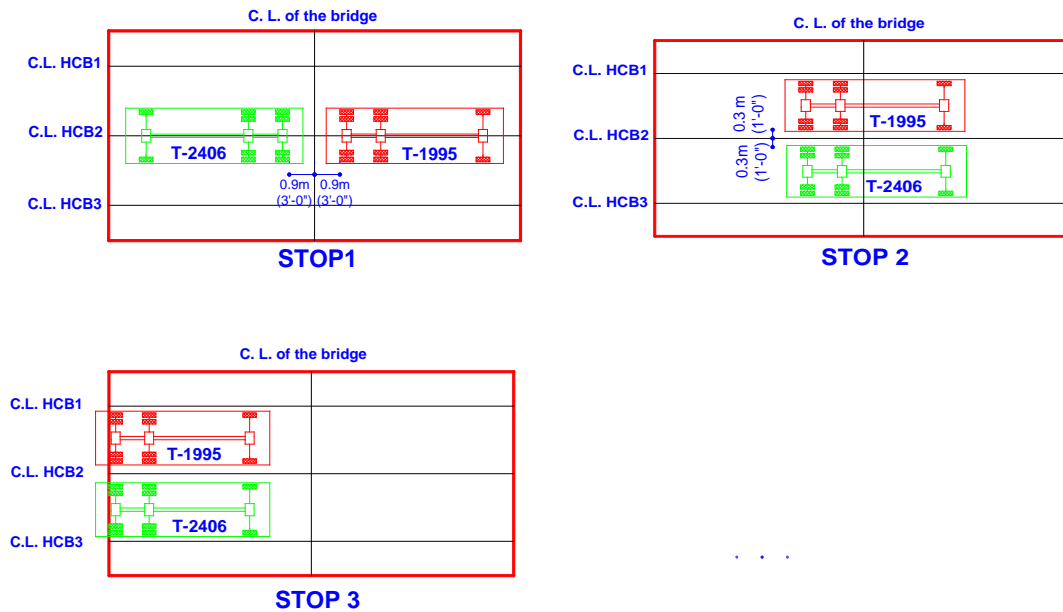 C. L. of the bridge
C.L. HCB1
C.L. HCB2
T-2406
T-1995
0.9m
(3'-0")
0.9m
(3'-0")
C.L. HCB3
STOP1
C. L. of the bridge
C.L. HCB1
0.3 m
(1'-0")
T-1995
C.L. HCB2
0.3m
(1'-0")
T-2406
C.L. HCB3
STOP 2
C. L. of the bridge
C.L. HCB1
T-1995
C.L. HCB2
T-2406
C.L. HCB3
STOP 3